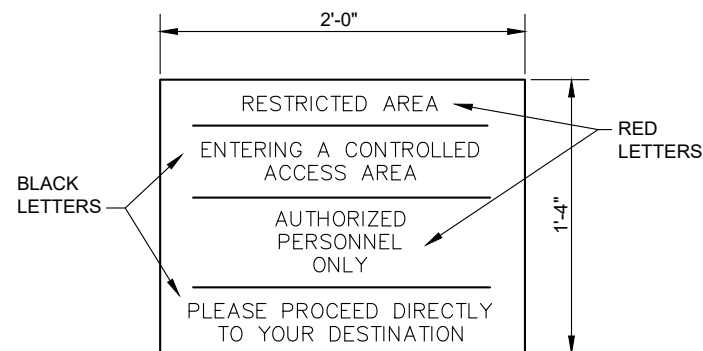 2'-0"
RESTRICTED AREA
RED
LETTERS
ENTERING A CONTROLLED
ACCESS AREA
BLACK
LETTERS
1'-4"
AUTHORIZED
PERSONNEL
ONLY
PLEASE PROCEED DIRECTLY
TO YOUR DESTINATION